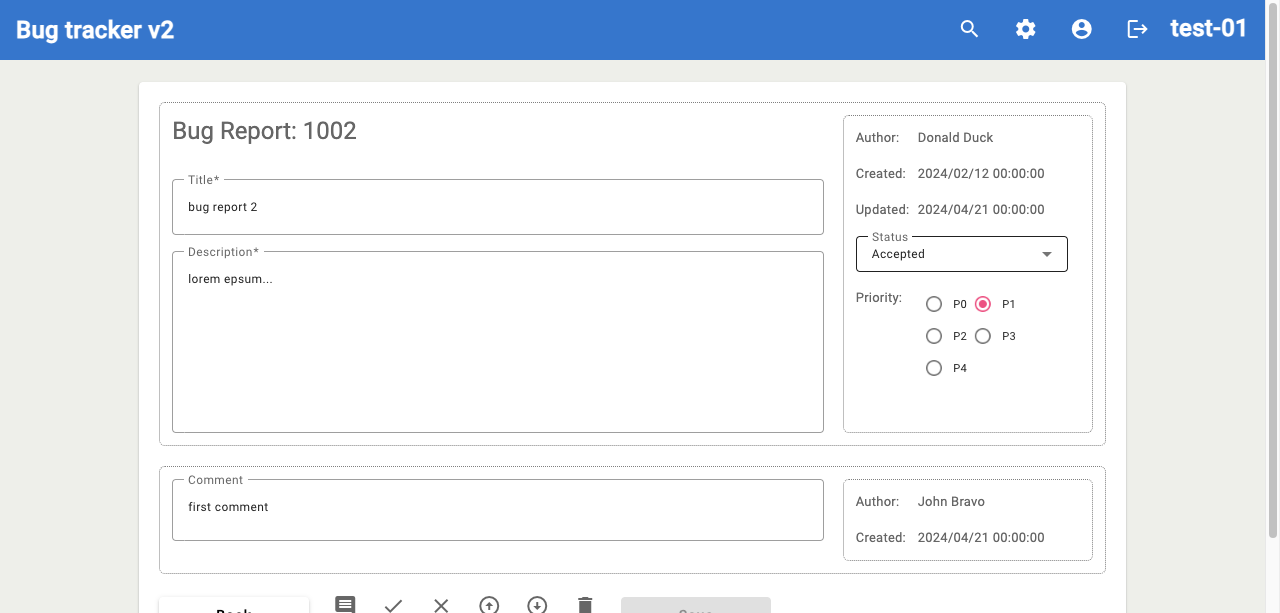 Bug tracker v2
test-01
Bug Report: 1002
Title*
bug report 2
Description*
lorem epsum...
Author: Donald Duck
Created: 2024/02/12 00:00:00
Updated: 2024/04/21 00:00:00
Status
Accepted
Priority:
P0 P1
P2 P3
P4
Comment
first comment
Author: John Bravo
Created: 2024/04/21 00:00:00
Back
Save